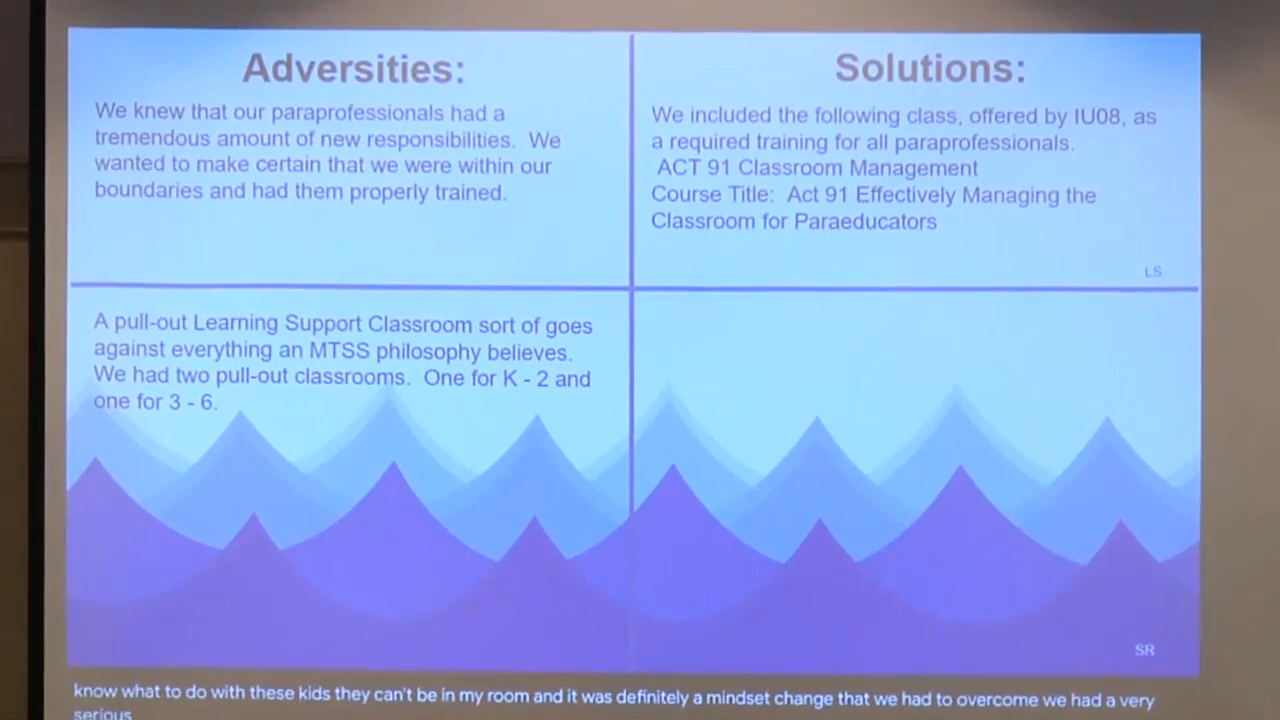 Adversities:
We knew that our paraprofessionals had a
tremendous amount of new responsibilities.  We
wanted to make certain that we were within our
boundaries and had them properly trained.
Solutions:
We included the following class, offered by IU08, as
a required training for all paraprofessionals.
ACT 91 Classroom Management
Course Title:  Act 91 Effectively Managing the
Classroom for Paraeducators
LS
A pull-out Learning Support Classroom sort of goes
against everything an MTSS philosophy believes.
We had two pull-out classrooms.  One for K - 2 and
one for 3 - 6.
SR
know what to do with these kids they can't be in my room and it was definitely a mindset change that we had to overcome we had a very
serious